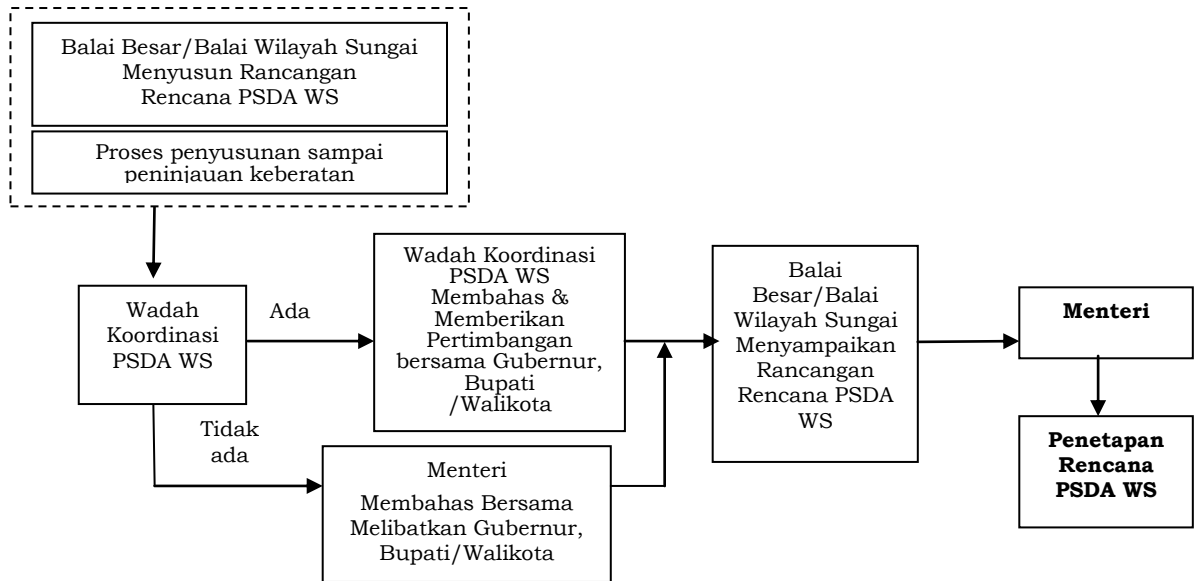 Balai Besar/Balai Wilayah Sungai
Menyusun Rancangan
Rencana PSDA WS
Proses penyusunan sampai
peninjauan keberatan
Wadah
Koordinasi
PSDA WS
Ada
Tidak
ada
Wadah Koordinasi
PSDA WS
Membahas &
Memberikan
Pertimbangan
bersama Gubernur,
Bupati
/Walikota
Menteri
Membahas Bersama
Melibatkan Gubernur,
Bupati/Walikota
Balai
Besar/Balai
Wilayah Sungai
Menyampaikan
Rancangan
Rencana PSDA
WS
Menteri
Penetapan
Rencana
PSDA WS